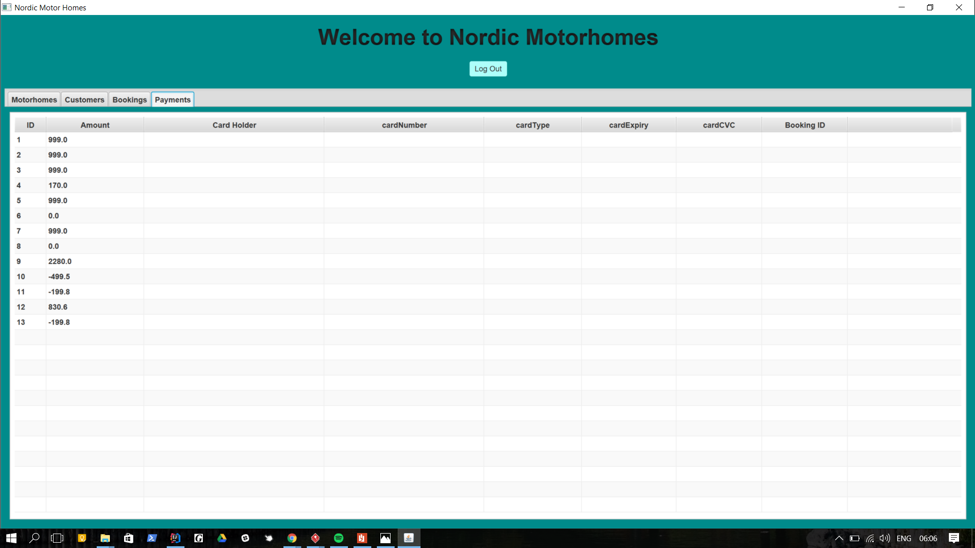 Nordic Motor Homes
Welcome to Nordic Motorhomes
Log Out
Motorhomes Customers Bookings Payments
ID Amount Card Holder cardNumber cardType cardExpiry cardCVC Booking ID
1 999.0
2 999.0
3 999.0
4 170.0
5 999.0
6 0.0
7 999.0
8 0.0
9 2280.0
10 -499.5
11 -199.8
12 830.6
13 -199.8
ENG 06:06